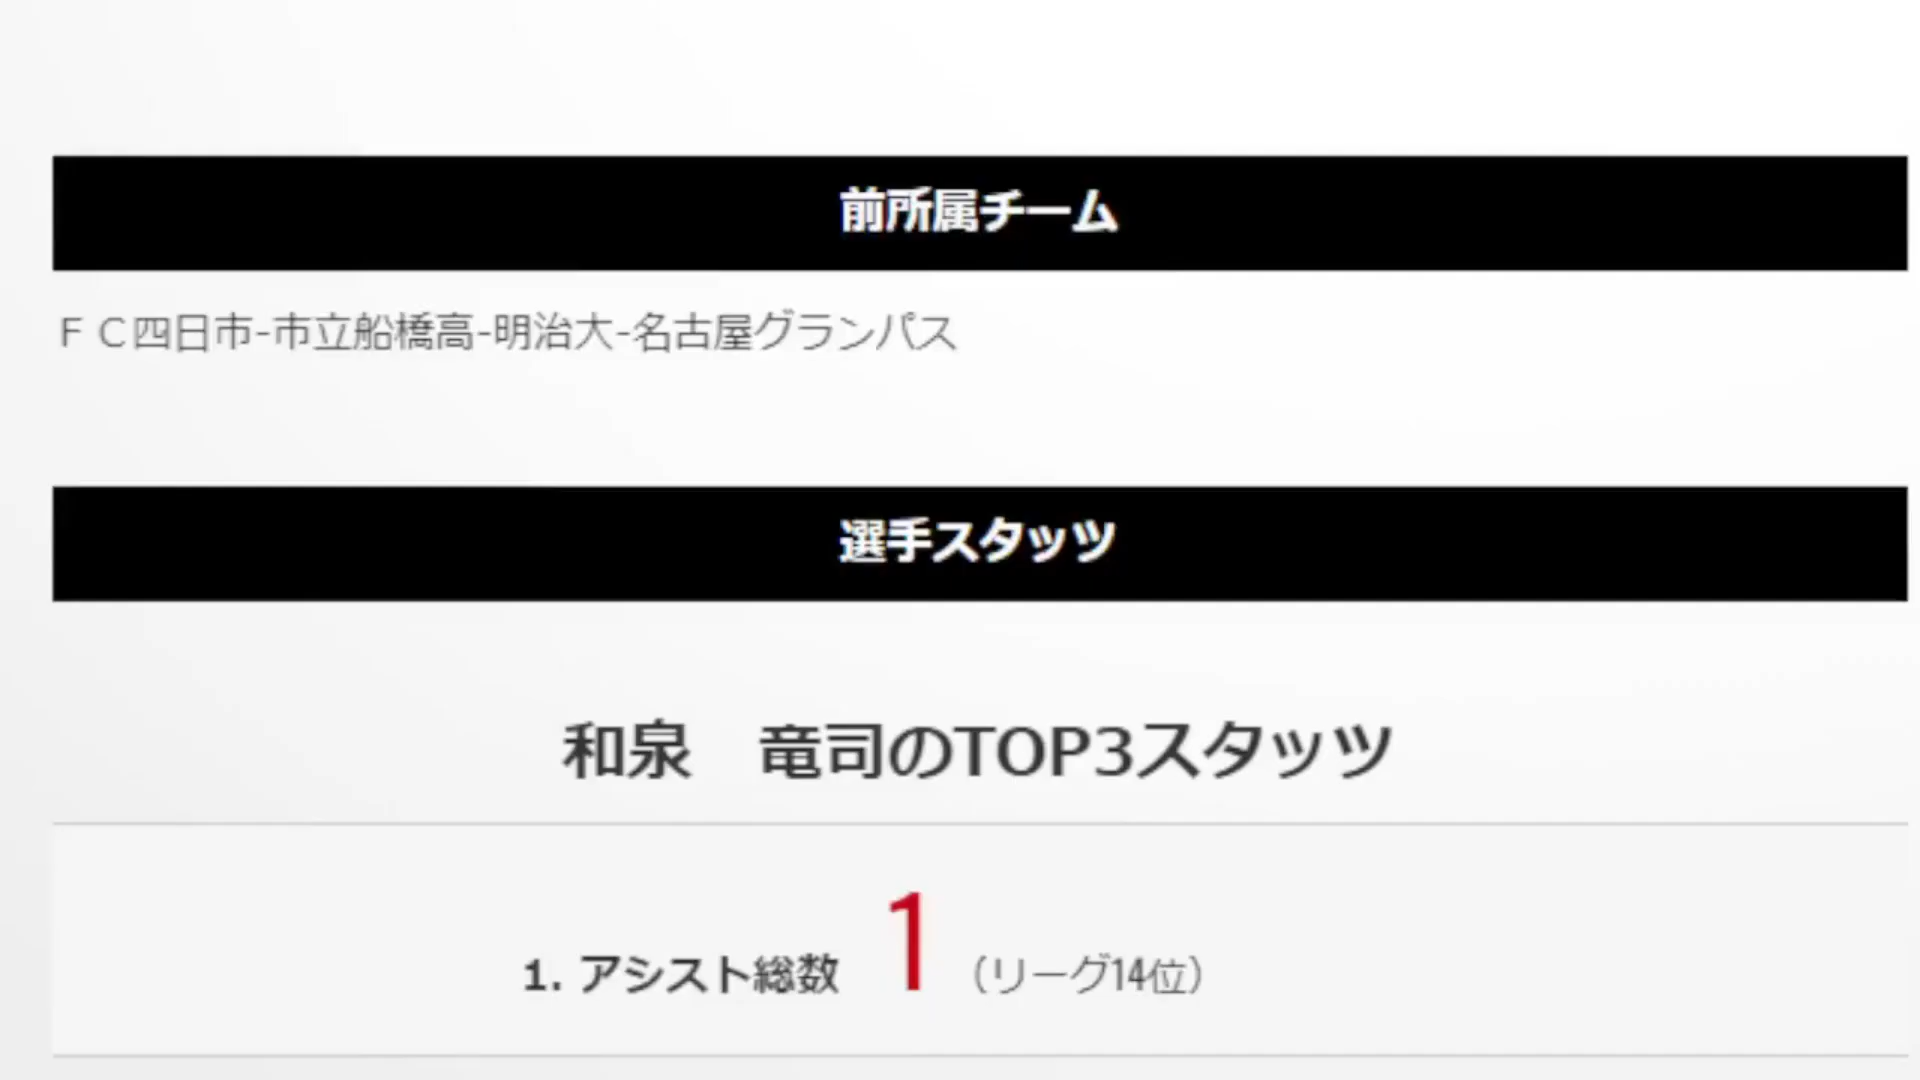 前所属チーム
ＦＣ四日市-市立船橋高-明治大-名古屋グランパス
選手スタッツ
和泉　竜司のTOP3スタッツ
1. アシスト総数 1 （リーグ14位）